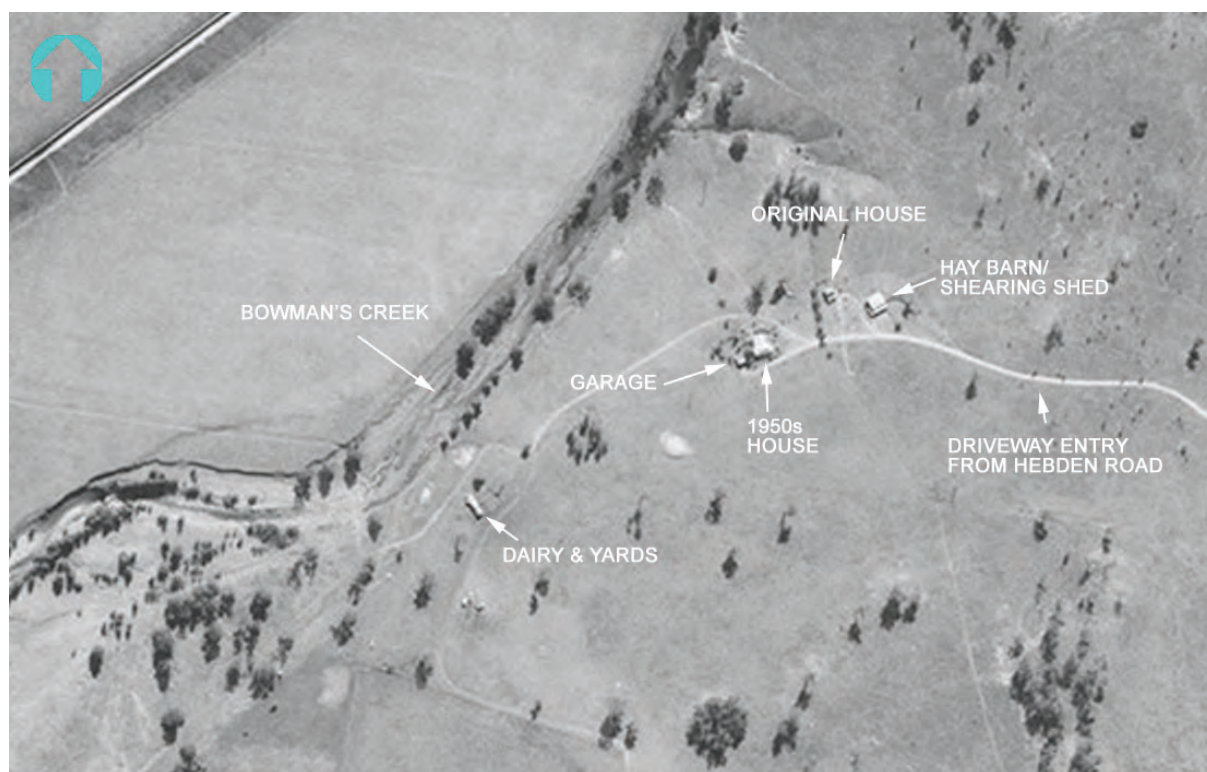 ORIGINAL HOUSE
HAY BARN/
SHEARING SHED
BOWMAN'S CREEK
GARAGE
1950s
HOUSE
DRIVEWAY ENTRY
FROM HEBDEN ROAD
DAIRY & YARDS